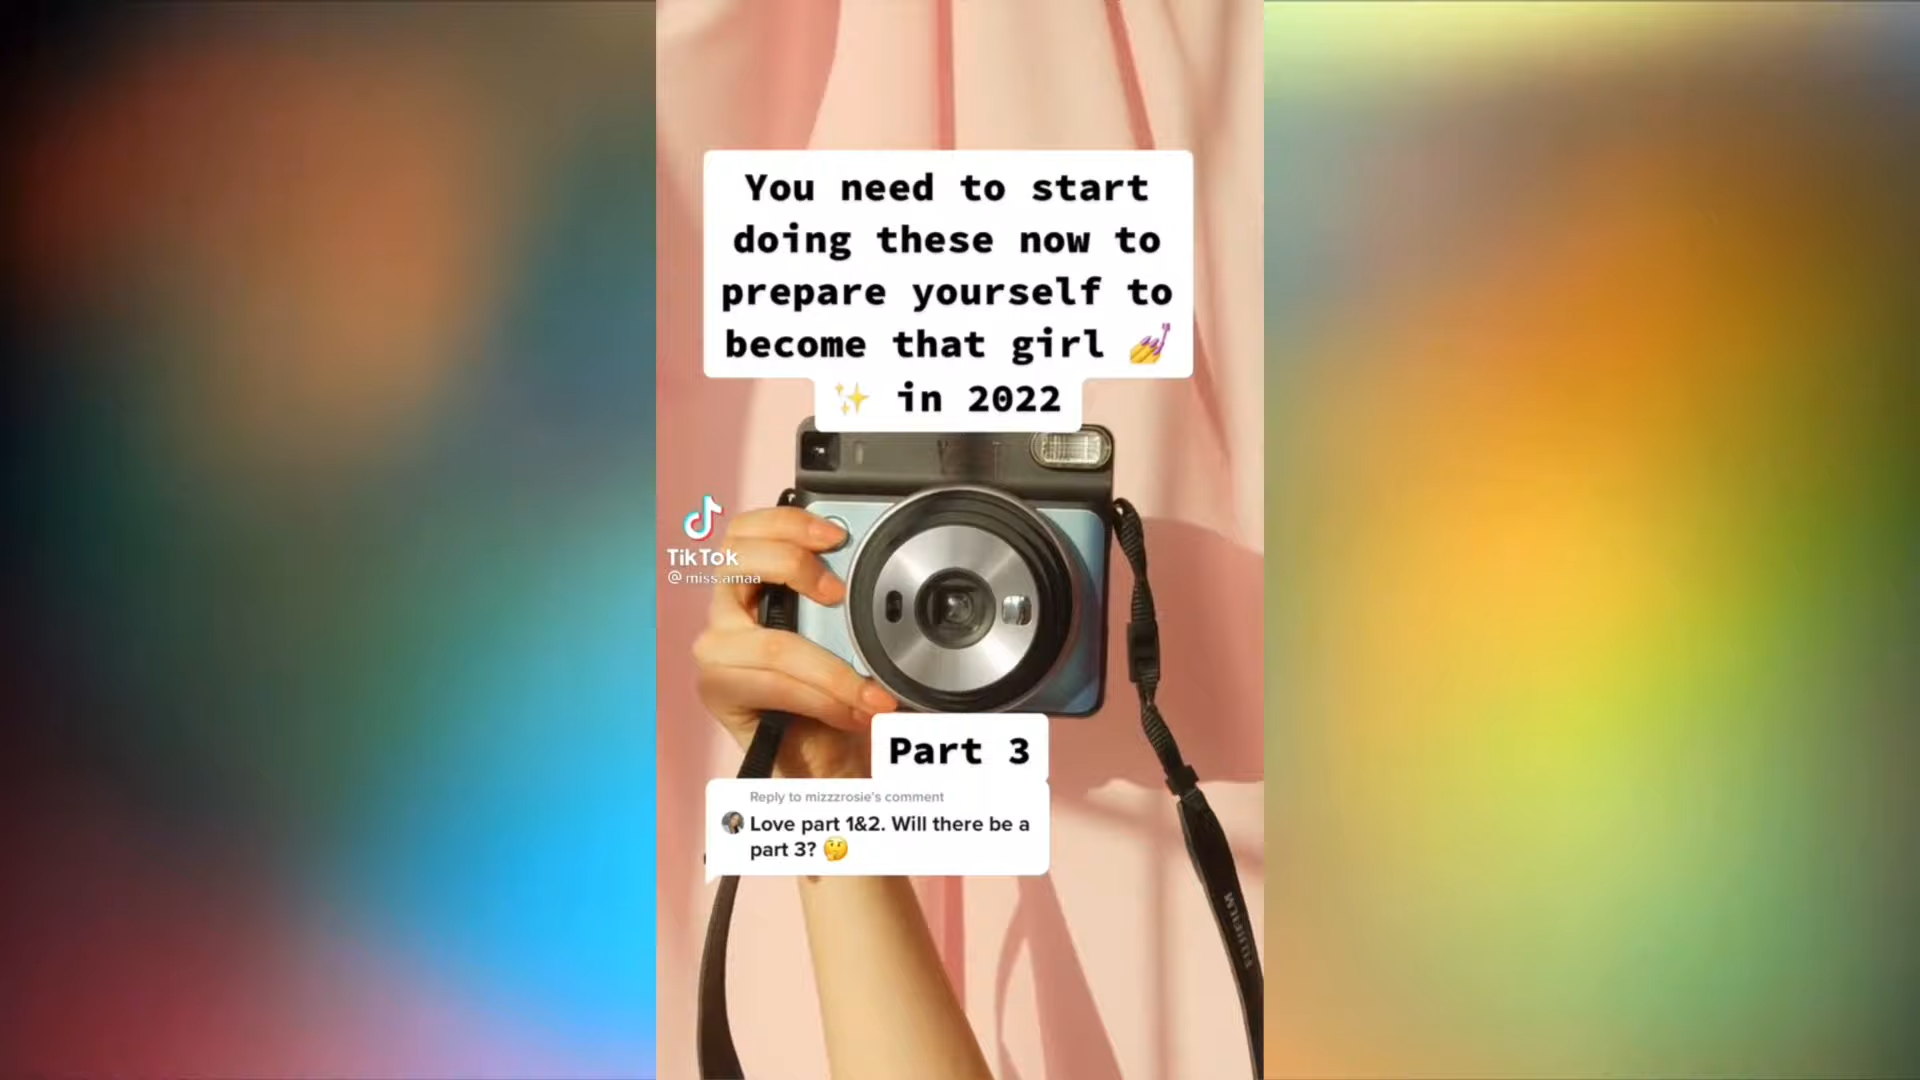 You need to start
doing these now to
prepare yourself to
become that girl 💅
✨ in 2022
TikTok
@miss.amaa
Part 3
Reply to mizzzrosie's comment
Love part 1&2. Will there be a
part 3? 🤔
FUJIFILM